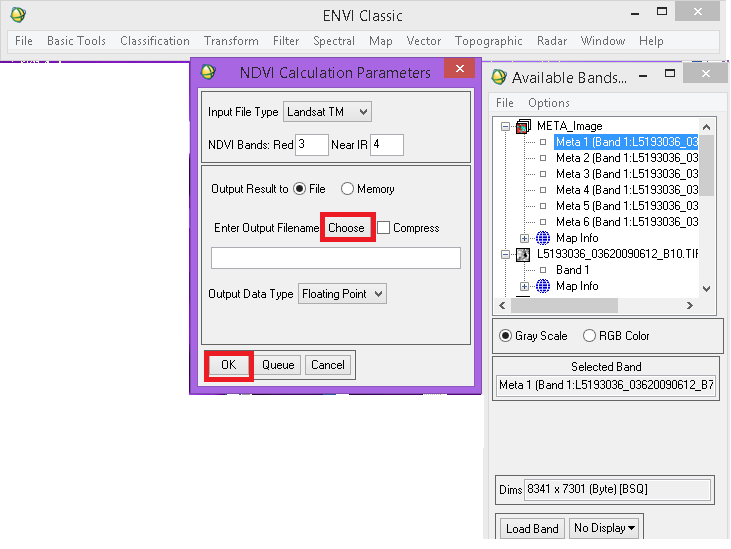 ENVI Classic
File Basic Tools Classification Transform Filter Spectral Map Vector Topographic Radar Window Help
NDVI Calculation Parameters
Input File Type Landsat TM
NDVI Bands: Red 3 Near IR 4
Output Result to File Memory
Enter Output Filename Choose Compress
Output Data Type Floating Point
OK Queue Cancel
Available Bands...
File Options
META_Image
Meta 1 (Band 1:L5193036_03
Meta 2 (Band 1:L5193036_03
Meta 3 (Band 1:L5193036_03
Meta 4 (Band 1:L5193036_03
Meta 5 (Band 1:L5193036_03
Meta 6 (Band 1:L5193036_03
Map Info
L5193036_03620090612_B10.TIF
Band 1
Map Info
Gray Scale RGB Color
Selected Band
Meta 1 (Band 1:L5193036_03620090612_B7
Dims 8341 x 7301 (Byte) [BSQ]
Load Band No Display